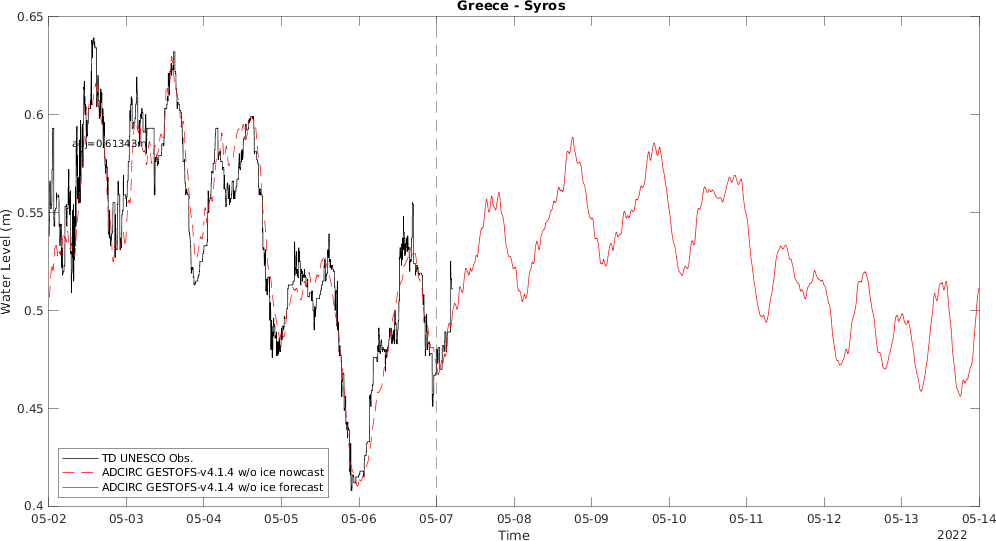 Greece - Syros
0.65
0.6
0.55
0.5
0.45
0.4
Water Level (m)
=0.61343m
TD UNESCO Obs.
ADCIRC GESTOFS-v4.1.4 w/o ice nowcast
ADCIRC GESTOFS-v4.1.4 w/o ice forecast
05-02 05-03 05-04 05-05 05-06 05-07 05-08 05-09 05-10 05-11 05-12 05-13 05-14
Time
2022